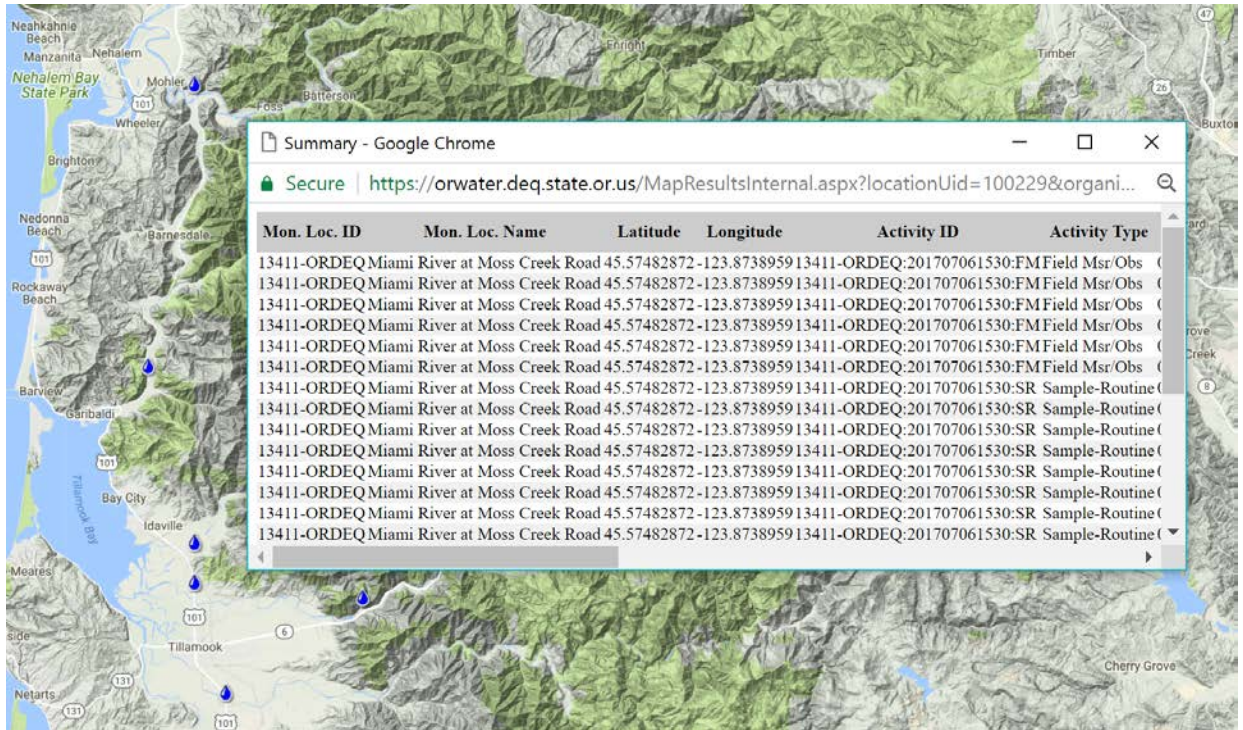 Neahkahnie
Beach
Manzanita
Nehalem
Nehalem Bay
State Park
Mohler
101
Wheeler
Foss
Batterson
Enright
Timber
47
26
Buxton
Brighton
Nedonna
Beach
101
Barnesdale
Rockaway
Beach
Barview
Garibaldi
101
Tillamook Bay
Bay City
Idaville
Meares
101
6
Tillamook
131
Netarts
131
101
8
Creek
Cherry Grove
Summary - Google Chrome
Secure https://orwater.deq.state.or.us/MapResultsInternal.aspx?locationUid=100229&organi...
Mon. Loc. ID Mon. Loc. Name Latitude Longitude Activity ID Activity Type
13411-ORDEQ Miami River at Moss Creek Road 45.57482872 -123.8738959 13411-ORDEQ:201707061530:FM Field Msr/Obs
13411-ORDEQ Miami River at Moss Creek Road 45.57482872 -123.8738959 13411-ORDEQ:201707061530:FM Field Msr/Obs
13411-ORDEQ Miami River at Moss Creek Road 45.57482872 -123.8738959 13411-ORDEQ:201707061530:FM Field Msr/Obs
13411-ORDEQ Miami River at Moss Creek Road 45.57482872 -123.8738959 13411-ORDEQ:201707061530:FM Field Msr/Obs
13411-ORDEQ Miami River at Moss Creek Road 45.57482872 -123.8738959 13411-ORDEQ:201707061530:FM Field Msr/Obs
13411-ORDEQ Miami River at Moss Creek Road 45.57482872 -123.8738959 13411-ORDEQ:201707061530:FM Field Msr/Obs
13411-ORDEQ Miami River at Moss Creek Road 45.57482872 -123.8738959 13411-ORDEQ:201707061530:SR Sample-Routine
13411-ORDEQ Miami River at Moss Creek Road 45.57482872 -123.8738959 13411-ORDEQ:201707061530:SR Sample-Routine
13411-ORDEQ Miami River at Moss Creek Road 45.57482872 -123.8738959 13411-ORDEQ:201707061530:SR Sample-Routine
13411-ORDEQ Miami River at Moss Creek Road 45.57482872 -123.8738959 13411-ORDEQ:201707061530:SR Sample-Routine
13411-ORDEQ Miami River at Moss Creek Road 45.57482872 -123.8738959 13411-ORDEQ:201707061530:SR Sample-Routine
13411-ORDEQ Miami River at Moss Creek Road 45.57482872 -123.8738959 13411-ORDEQ:201707061530:SR Sample-Routine
13411-ORDEQ Miami River at Moss Creek Road 45.57482872 -123.8738959 13411-ORDEQ:201707061530:SR Sample-Routine
13411-ORDEQ Miami River at Moss Creek Road 45.57482872 -123.8738959 13411-ORDEQ:201707061530:SR Sample-Routine